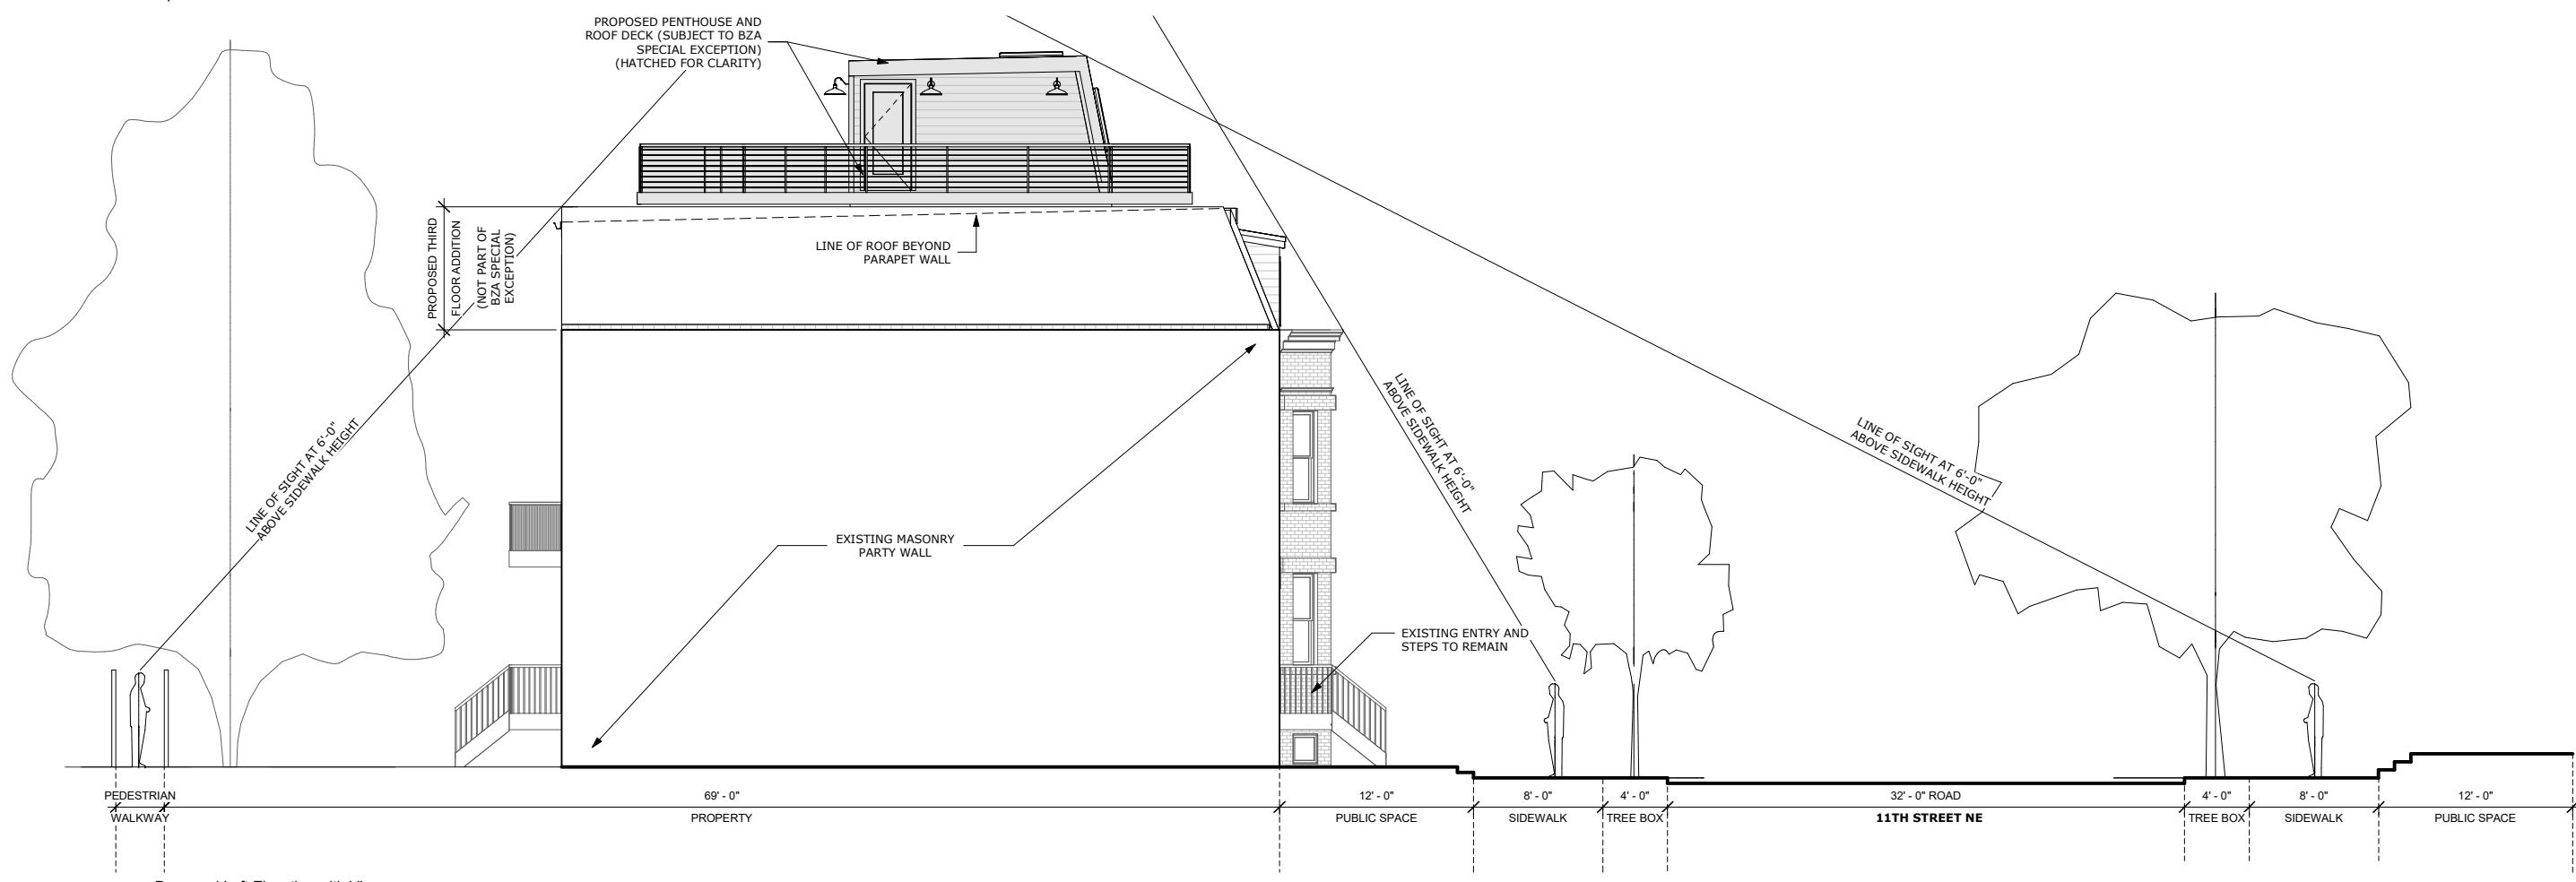 PROPOSED PENTHOUSE AND
ROOF DECK (SUBJECT TO BZA
SPECIAL EXCEPTION)
(HATCHED FOR CLARITY)
PROPOSED THIRD
FLOOR ADDITION
(NOT PART OF
BZA SPECIAL
EXCEPTION)
LINE OF ROOF BEYOND
PARAPET WALL
LINE OF SIGHT AT 6'-0"
ABOVE SIDEWALK HEIGHT
LINE OF SIGHT AT 6'-0"
ABOVE SIDEWALK HEIGHT
LINE OF SIGHT AT 6'-0"
ABOVE SIDEWALK HEIGHT
EXISTING MASONRY
PARTY WALL
EXISTING ENTRY AND
STEPS TO REMAIN
PEDESTRIAN
WALKWAY
69' - 0"
PROPERTY
12' - 0"
PUBLIC SPACE
8' - 0"
SIDEWALK
4' - 0"
TREE BOX
32' - 0" ROAD
11TH STREET NE
4' - 0"
TREE BOX
8' - 0"
SIDEWALK
12' - 0"
PUBLIC SPACE